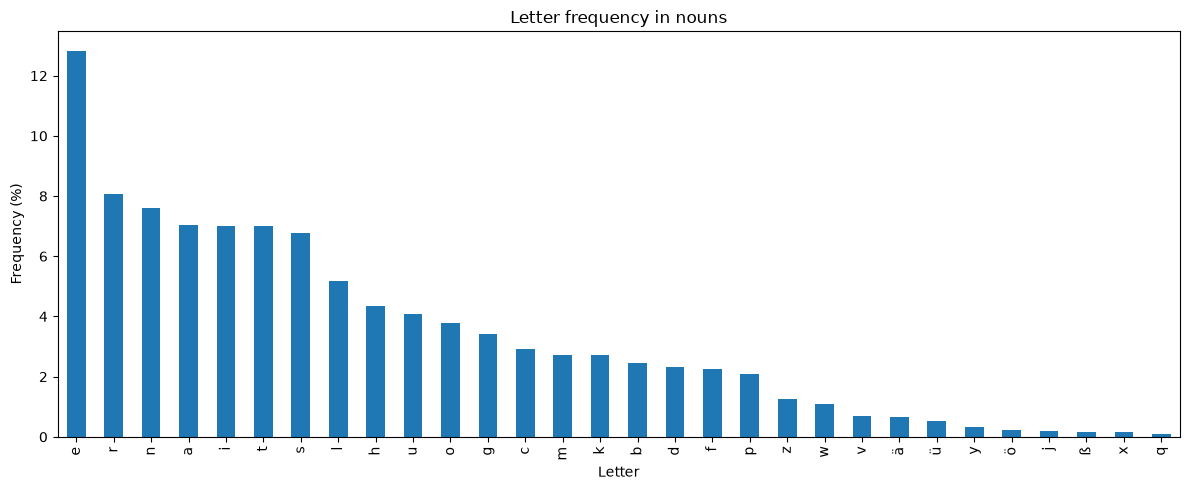 Letter frequency in nouns
Frequency (%)
12
10
8
6
4
2
0
e r n a i t s l h u o g c m k b d f p z w v ä ü y ö j ß x q
Letter